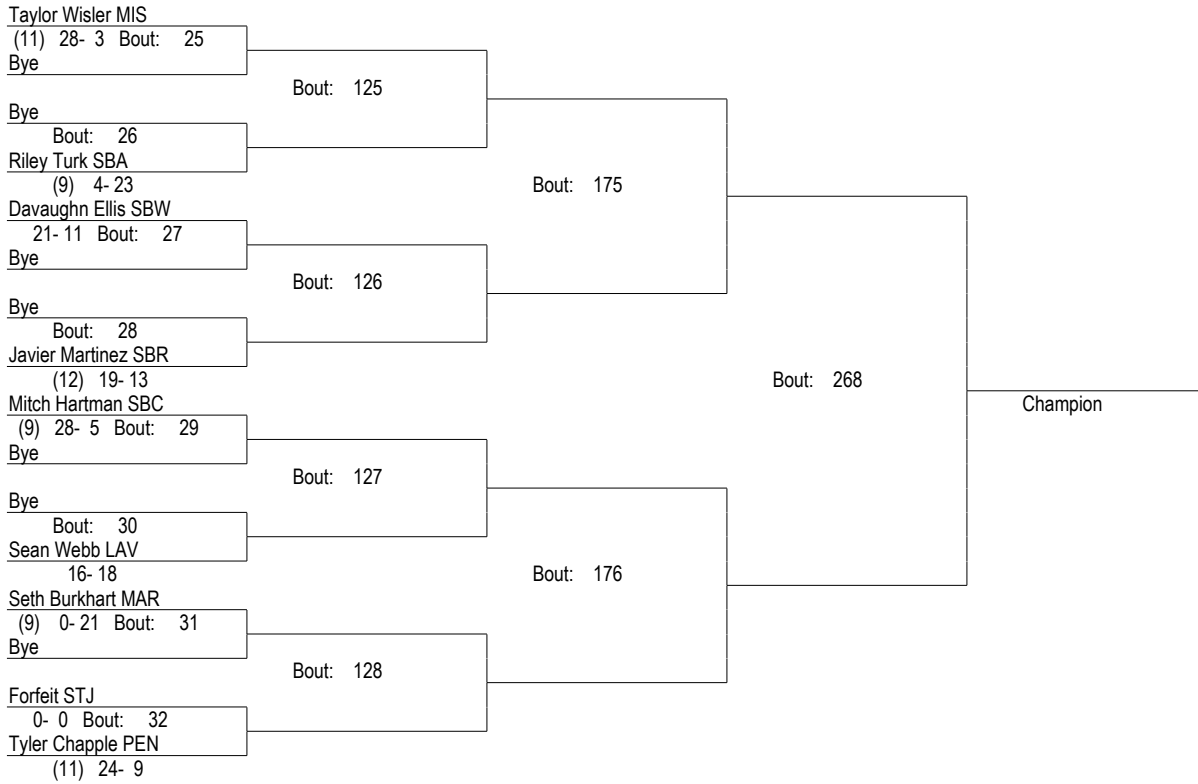 Taylor Wisler MIS
(11) 28- 3 Bout: 25
Bye
Bout: 125
Bye
Bout: 26
Riley Turk SBA
(9) 4- 23
Bout: 175
Davaughn Ellis SBW
21- 11 Bout: 27
Bye
Bout: 126
Bye
Bout: 28
Javier Martinez SBR
(12) 19- 13
Bout: 268
Mitch Hartman SBC
Champion
(9) 28- 5 Bout: 29
Bye
Bout: 127
Bye
Bout: 30
Sean Webb LAV
16- 18
Bout: 176
Seth Burkhart MAR
(9) 0- 21 Bout: 31
Bye
Bout: 128
Forfeit STJ
0- 0 Bout: 32
Tyler Chapple PEN
(11) 24- 9